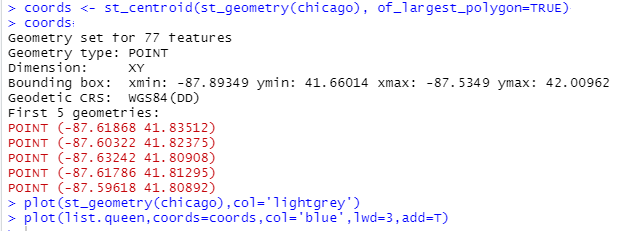 > coords <- st_centroid(st_geometry(chicago), of_largest_polygon=TRUE)
> coords
Geometry set for 77 features
Geometry type: POINT
Dimension:     XY
Bounding box:  xmin: -87.89349 ymin: 41.66014 xmax: -87.5349 ymax: 42.00962
Geodetic CRS:  WGS84(DD)
First 5 geometries:
POINT (-87.61868 41.83512)
POINT (-87.60322 41.82375)
POINT (-87.63242 41.80908)
POINT (-87.61786 41.81295)
POINT (-87.59618 41.80892)
> plot(st_geometry(chicago),col='lightgrey')
> plot(list.queen,coords=coords,col='blue',lwd=3,add=T)
>